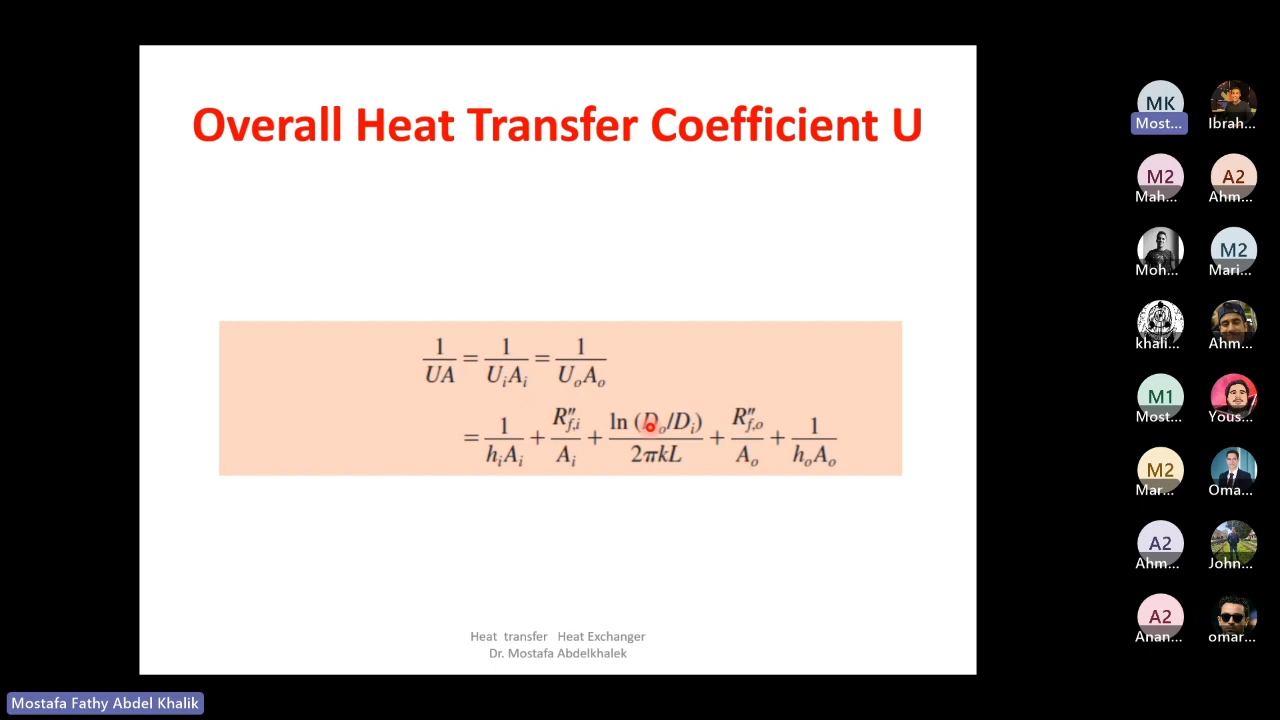 Overall Heat Transfer Coefficient U
1/UA = 1/U_iA_i = 1/U_oA_o
= 1/h_iA_i + R''_{f,i}/A_i + ln (D_o/D_i)/2πkL + R''_{f,o}/A_o + 1/h_oA_o
Heat transfer Heat Exchanger
Dr. Mostafa Abdelkhalek
Mostafa Fathy Abdel Khalik
MK
Most...
Ibrah...
M2
Mah...
A2
Ahm...
Moh...
M2
Mari...
khali...
Ahm...
M1
Most...
Yous...
M2
Mar...
Oma...
A2
Ahm...
John...
A2
Anan...
omar...